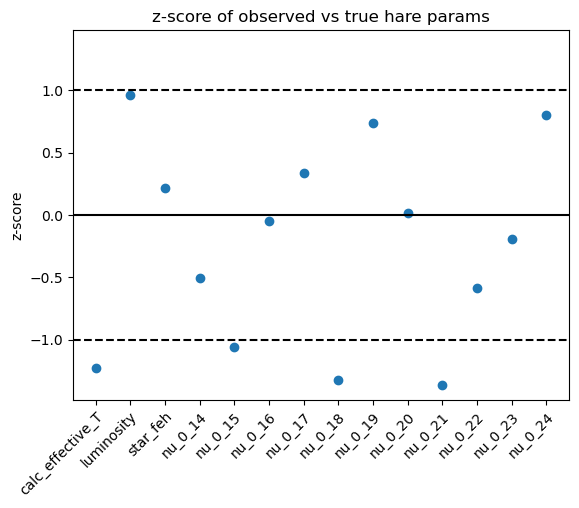 z-score of observed vs true hare params
z-score
1.0
0.5
0.0
−0.5
−1.0
calc_effective_T
luminosity
star_feh
nu_0_14
nu_0_15
nu_0_16
nu_0_17
nu_0_18
nu_0_19
nu_0_20
nu_0_21
nu_0_22
nu_0_23
nu_0_24